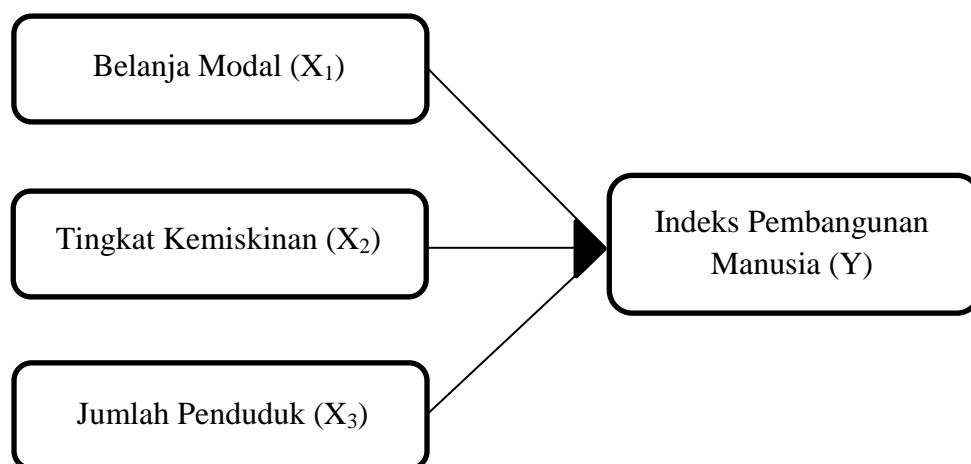 Belanja Modal (X₁)
Tingkat Kemiskinan (X₂)
Jumlah Penduduk (X₃)
Indeks Pembangunan
Manusia (Y)